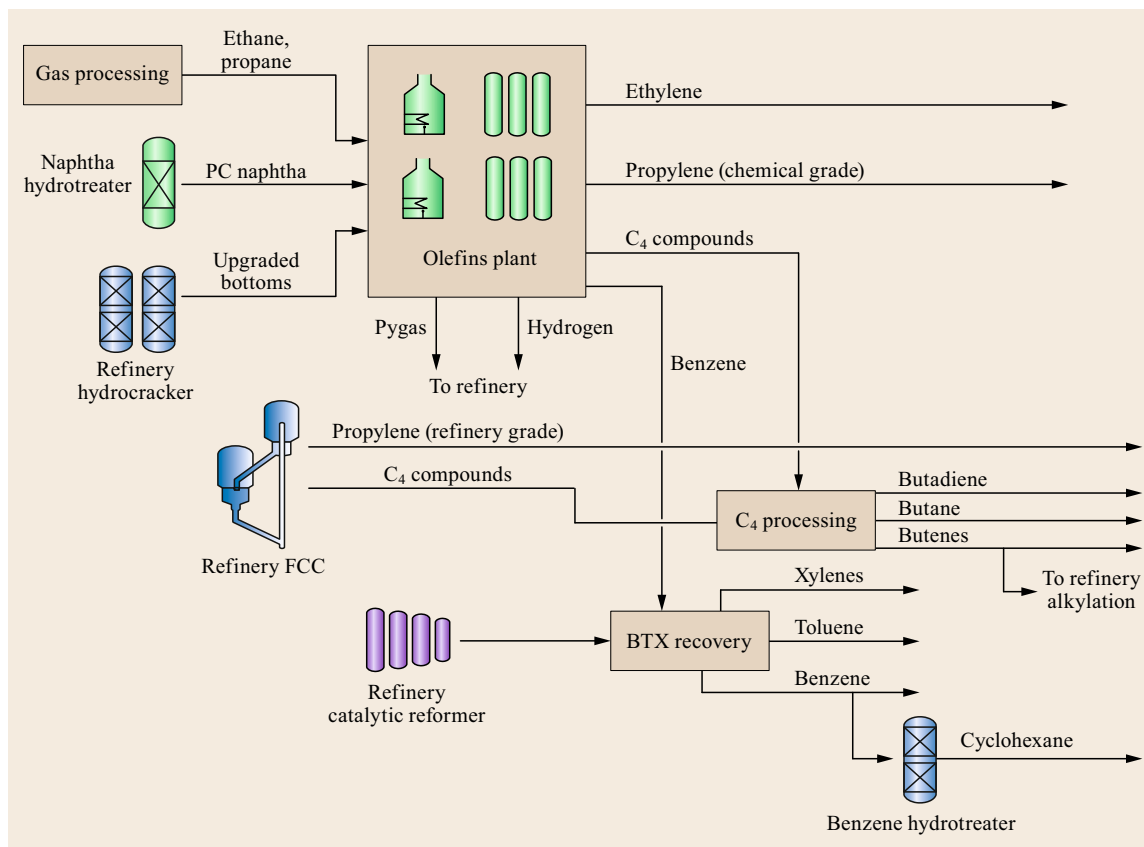 Ethane,
propane
Gas processing
Ethylene
Naphtha
hydrotreater
PC naphtha
Propylene (chemical grade)
C₄ compounds
Olefins plant
Upgraded
bottoms
Pygas
Hydrogen
Benzene
To refinery
Refinery
hydrocracker
Propylene (refinery grade)
C₄ compounds
Butadiene
C₄ processing
Butane
Butenes
Refinery FCC
To refinery
alkylation
Xylenes
BTX recovery
Toluene
Refinery
catalytic reformer
Benzene
Cyclohexane
Benzene hydrotreater